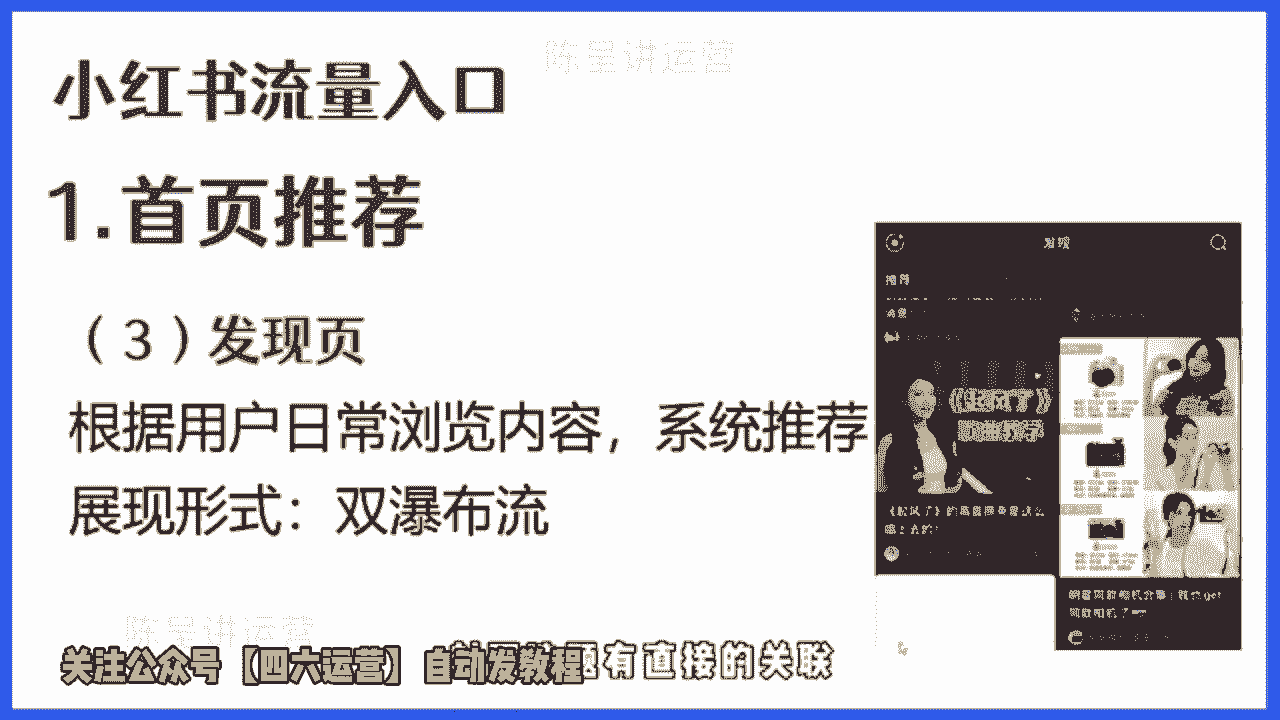 陈呈讲运营
小红书流量入口
1.首页推荐
（3）发现页
根据用户日常浏览内容，系统推荐
展现形式：双瀑布流
发现
推荐
《起风了》
陈呈讲运营
关注公众号【四六运营】自动发教程
题有直接的关联